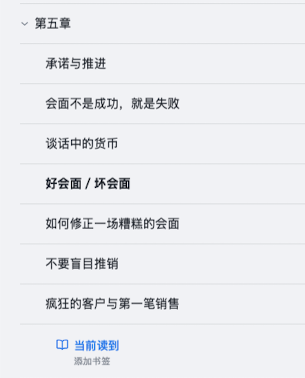 第五章
承诺与推进
会面不是成功，就是失败
谈话中的货币
好会面 / 坏会面
如何修正一场糟糕的会面
不要盲目推销
疯狂的客户与第一笔销售
当前读到
添加书签